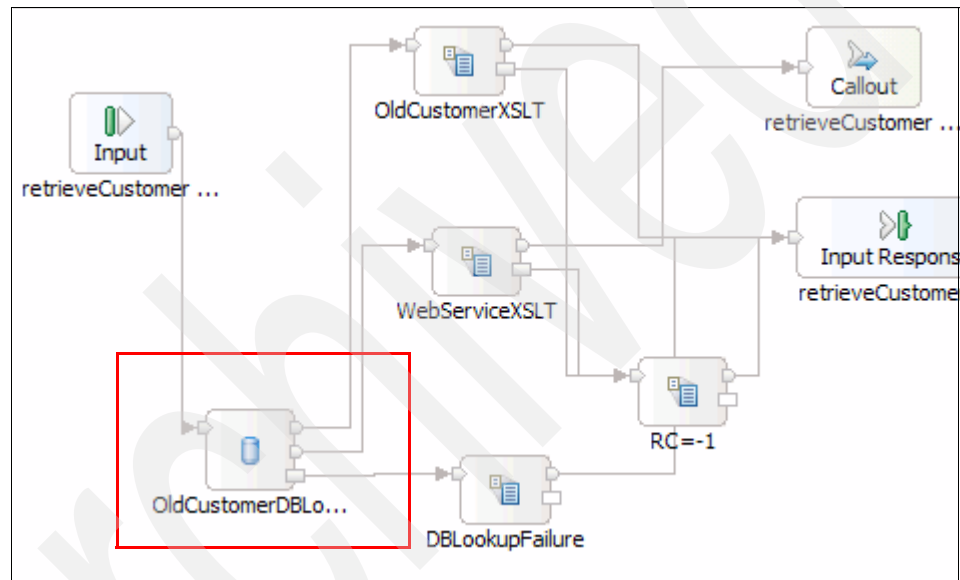 OldCustomerXSLT
Callout
retrieveCustomer ...
Input
retrieveCustomer ...
Input Respons
retrieveCustome
WebServiceXSLT
RC=-1
OldCustomerDBLo...
DBLookupFailure